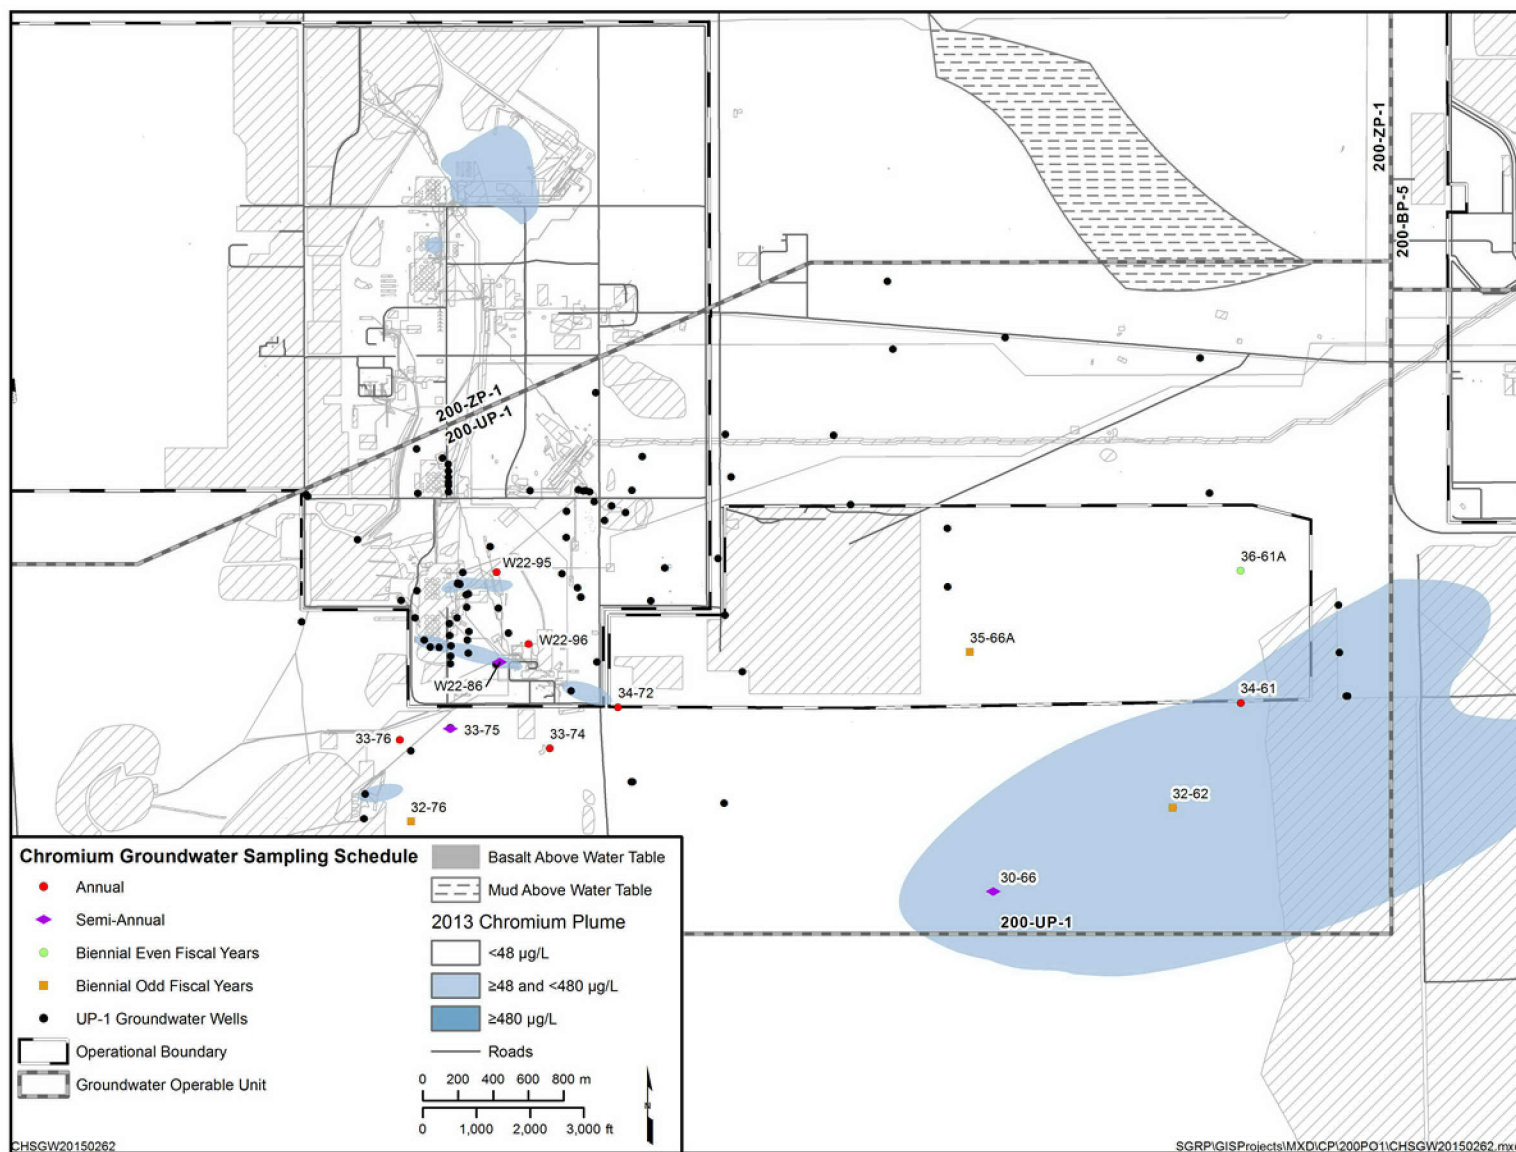 200-ZP-1
200-BP-5
200-ZP-1
200-UP-1
W22-95
36-61A
W22-96
35-66A
W22-86
34-72
34-61
33-76
33-75
33-74
32-76
32-62
30-66
200-UP-1
Chromium Groundwater Sampling Schedule
Annual
Semi-Annual
Biennial Even Fiscal Years
Biennial Odd Fiscal Years
UP-1 Groundwater Wells
Operational Boundary
Groundwater Operable Unit
Basalt Above Water Table
Mud Above Water Table
2013 Chromium Plume
<48 µg/L
≥48 and <480 µg/L
≥480 µg/L
Roads
0 200 400 600 800 m
0 1,000 2,000 3,000 ft
CHSGW20150262
SGRP\GISProjects\MXD\CP\200PO1\CHSGW20150262.mxd